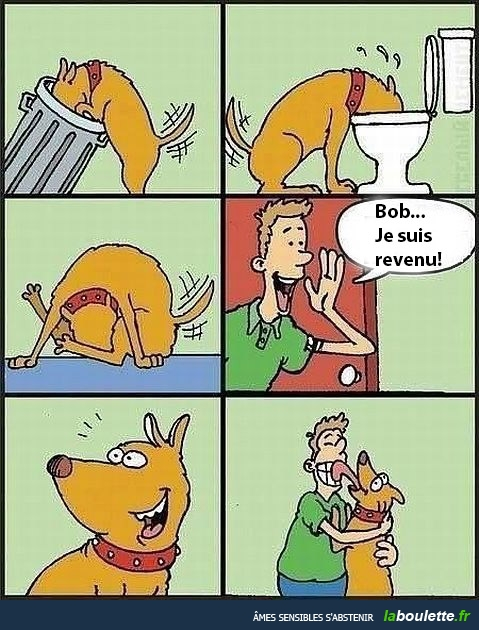 Bob...
Je suis
revenu!
ÂMES SENSIBLES S'ABSTENIR laboulette.fr